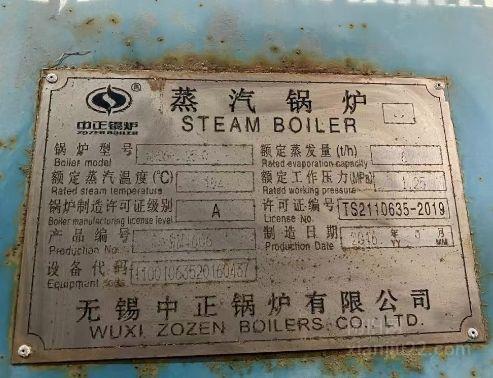 中正锅炉
ZOZEN BOILER
蒸汽锅炉
STEAM BOILER
锅炉型号
Boiler model
额定蒸发量(t/h)
Rated evaporation capacity
额定蒸汽温度(℃)
Rated steam temperature
额定工作压力(MPa)
Rated working pressure
1.25
锅炉制造许可证级别 A
Boiler manufacturing license level
许可证编号 TS2110635-2019
License No.
产品编号
Production No.
制造日期 2016 年 月
Production Date YY MM
设备代码
Equipment code
无锡中正锅炉有限公司
WUXI ZOZEN BOILERS CO., LTD.